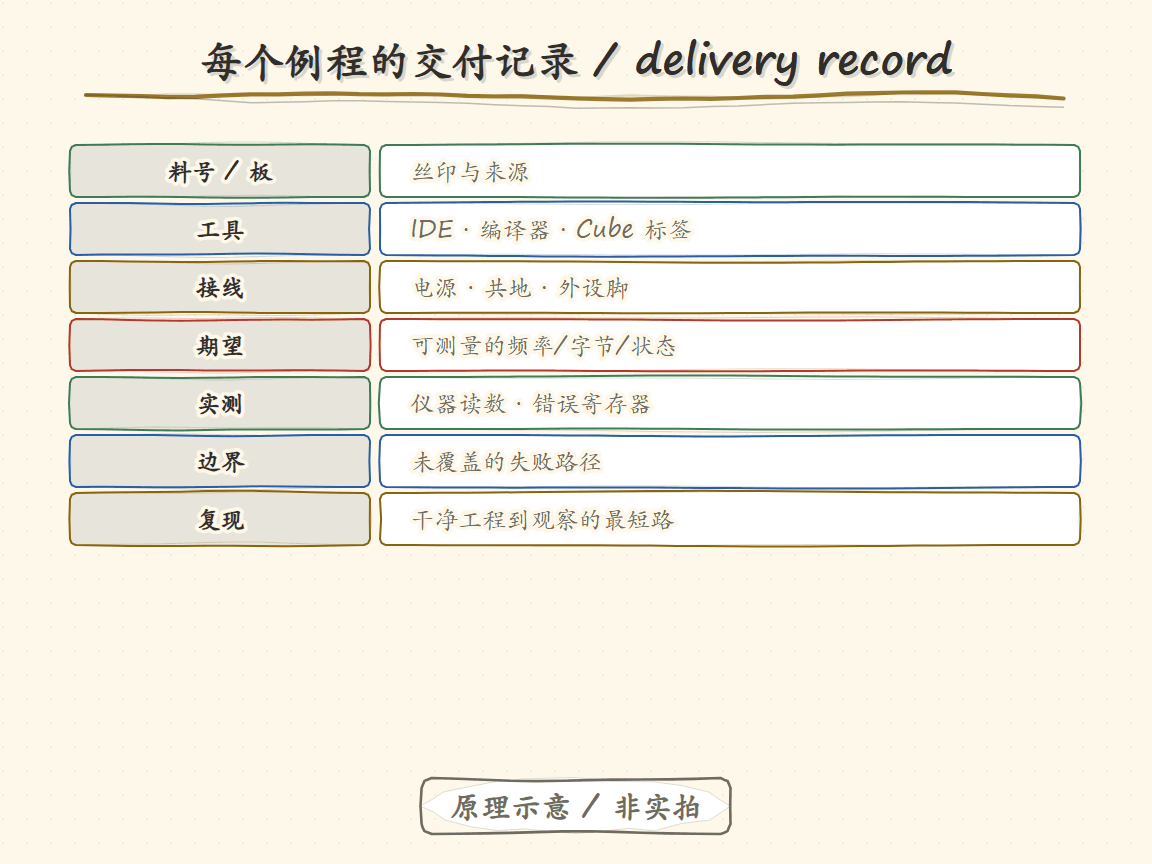 每个例程的交付记录 / delivery record
料号 / 板 丝印与来源
工具 IDE · 编译器 · Cube 标签
接线 电源 · 共地 · 外设脚
期望 可测量的频率/字节/状态
实测 仪器读数 · 错误寄存器
边界 未覆盖的失败路径
复现 干净工程到观察的最短路
原理示意 / 非实拍